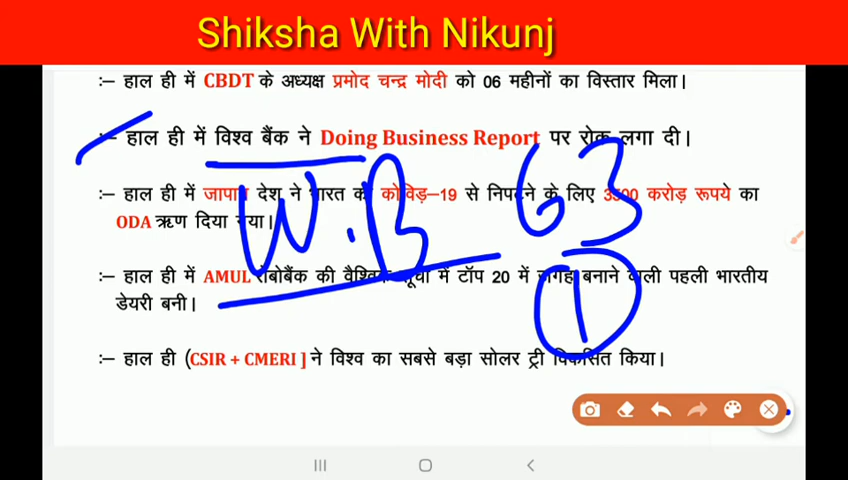 Shiksha With Nikunj
:– हाल ही में CBDT के अध्यक्ष प्रमोद चन्द्र मोदी को 06 महीनों का विस्तार मिला।
:– हाल ही में विश्व बैंक ने Doing Business Report पर रोक लगा दी।
63
:– हाल ही में जापान देश ने भारत को कोविड़–19 से निपटने के लिए 3500 करोड़ रूपये का
W.B
ODA ऋण दिया गया।
:– हाल ही में AMUL रोबोबैंक की वैश्विक सूची में टॉप 20 में जगह बनाने वाली पहली भारतीय
1
डेयरी बनी।
:– हाल ही (CSIR + CMERI ] ने विश्व का सबसे बड़ा सोलर ट्री विकसित किया।